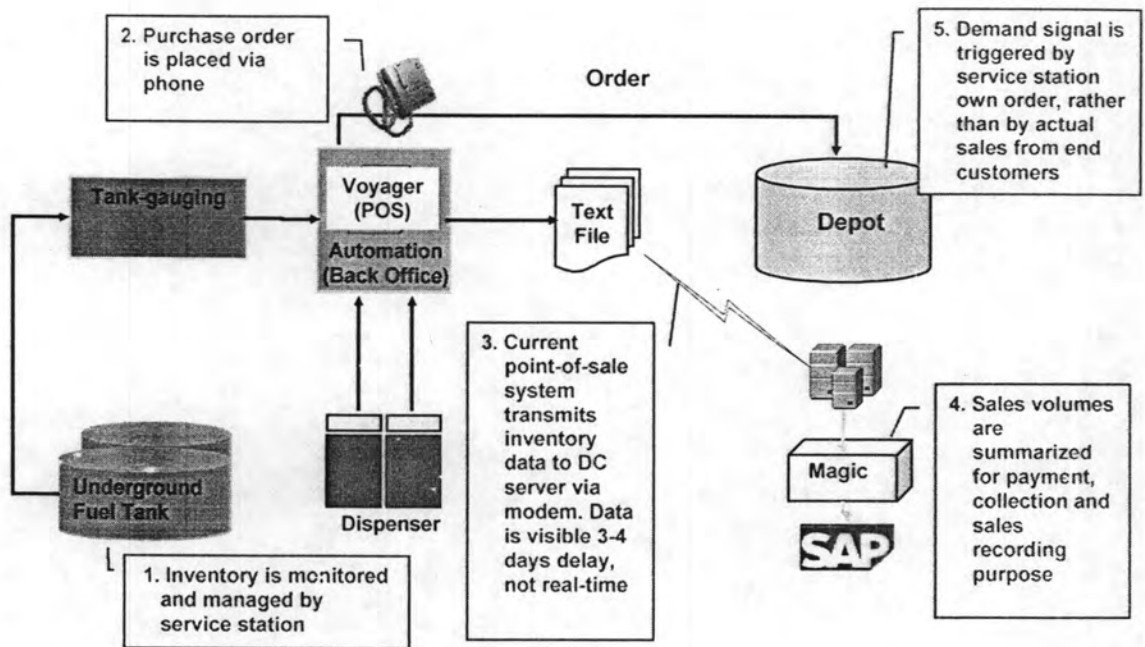 2. Purchase order
is placed via
phone
Order
5. Demand signal is
triggered by
service station
own order, rather
than by actual
sales from end
customers
Tank-gauging
Voyager
(POS)
Automation
(Back Office)
Text
File
Depot
3. Current
point-of-sale
system
transmits
inventory
data to DC
server via
modem. Data
is visible 3-4
days delay,
not real-time
4. Sales volumes
are
summarized
for payment,
collection and
sales
recording
purpose
Magic
SAP
Underground
Fuel Tank
Dispenser
1. Inventory is monitored
and managed by
service station